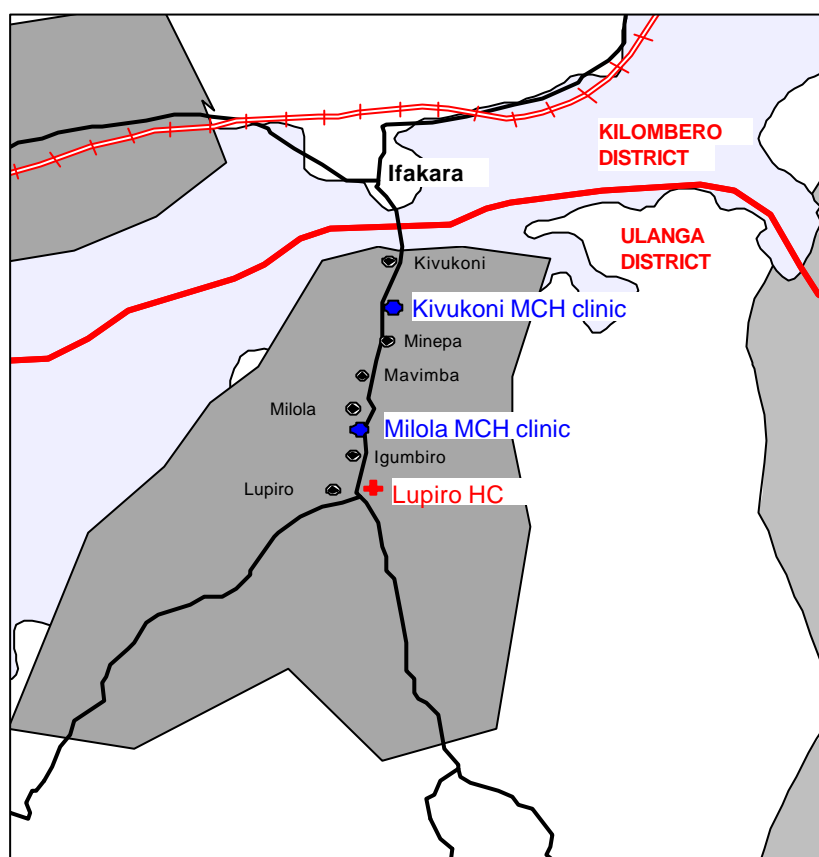 KILOMBERO
DISTRICT
Ifakara
ULANGA
DISTRICT
Kivukoni
Kivukoni MCH clinic
Minepa
Mavimba
Milola
Milola MCH clinic
Igumbiro
Lupiro
Lupiro HC